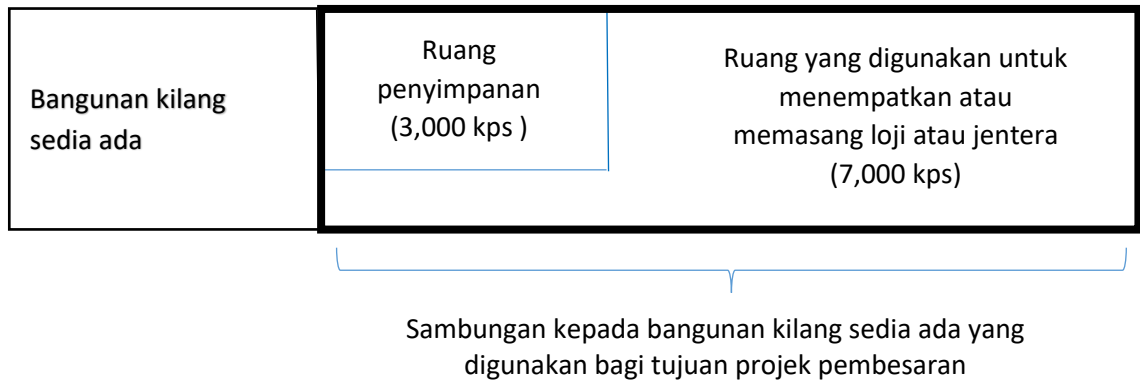 Bangunan kilang
sedia ada
Ruang
penyimpanan
(3,000 kps )
Ruang yang digunakan untuk
menempatkan atau
memasang loji atau jentera
(7,000 kps)
Sambungan kepada bangunan kilang sedia ada yang
digunakan bagi tujuan projek pembesaran